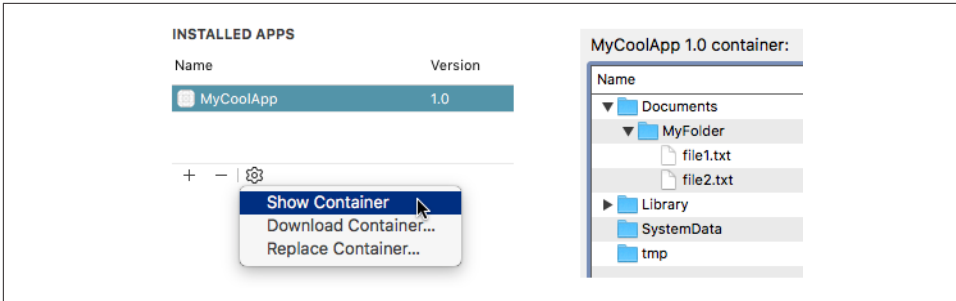 INSTALLED APPS
Name Version
MyCoolApp 1.0
Show Container
Download Container...
Replace Container...
MyCoolApp 1.0 container:
Name
Documents
MyFolder
file1.txt
file2.txt
Library
SystemData
tmp